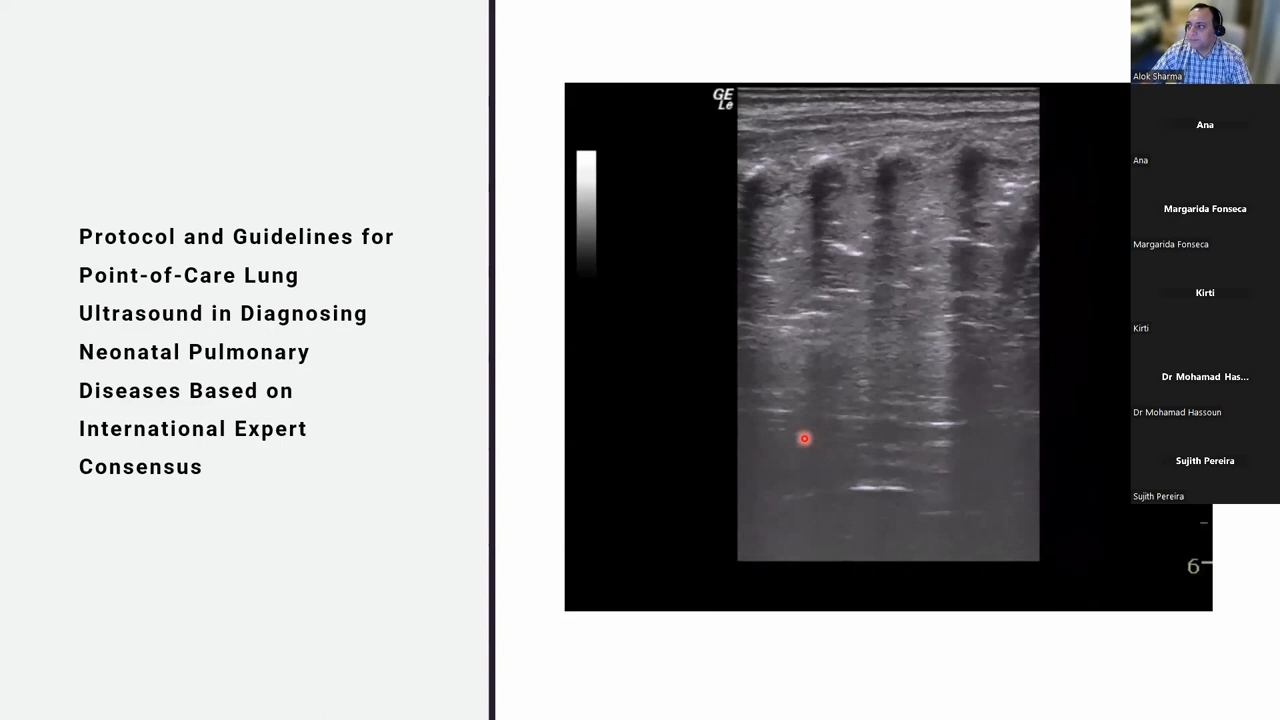 Protocol and Guidelines for
Point-of-Care Lung
Ultrasound in Diagnosing
Neonatal Pulmonary
Diseases Based on
International Expert
Consensus
GE
Le
6
Alok Sharma
Ana
Ana
Margarida Fonseca
Margarida Fonseca
Kirti
Kirti
Dr Mohamad Has...
Dr Mohamad Hassoun
Sujith Pereira
Sujith Pereira